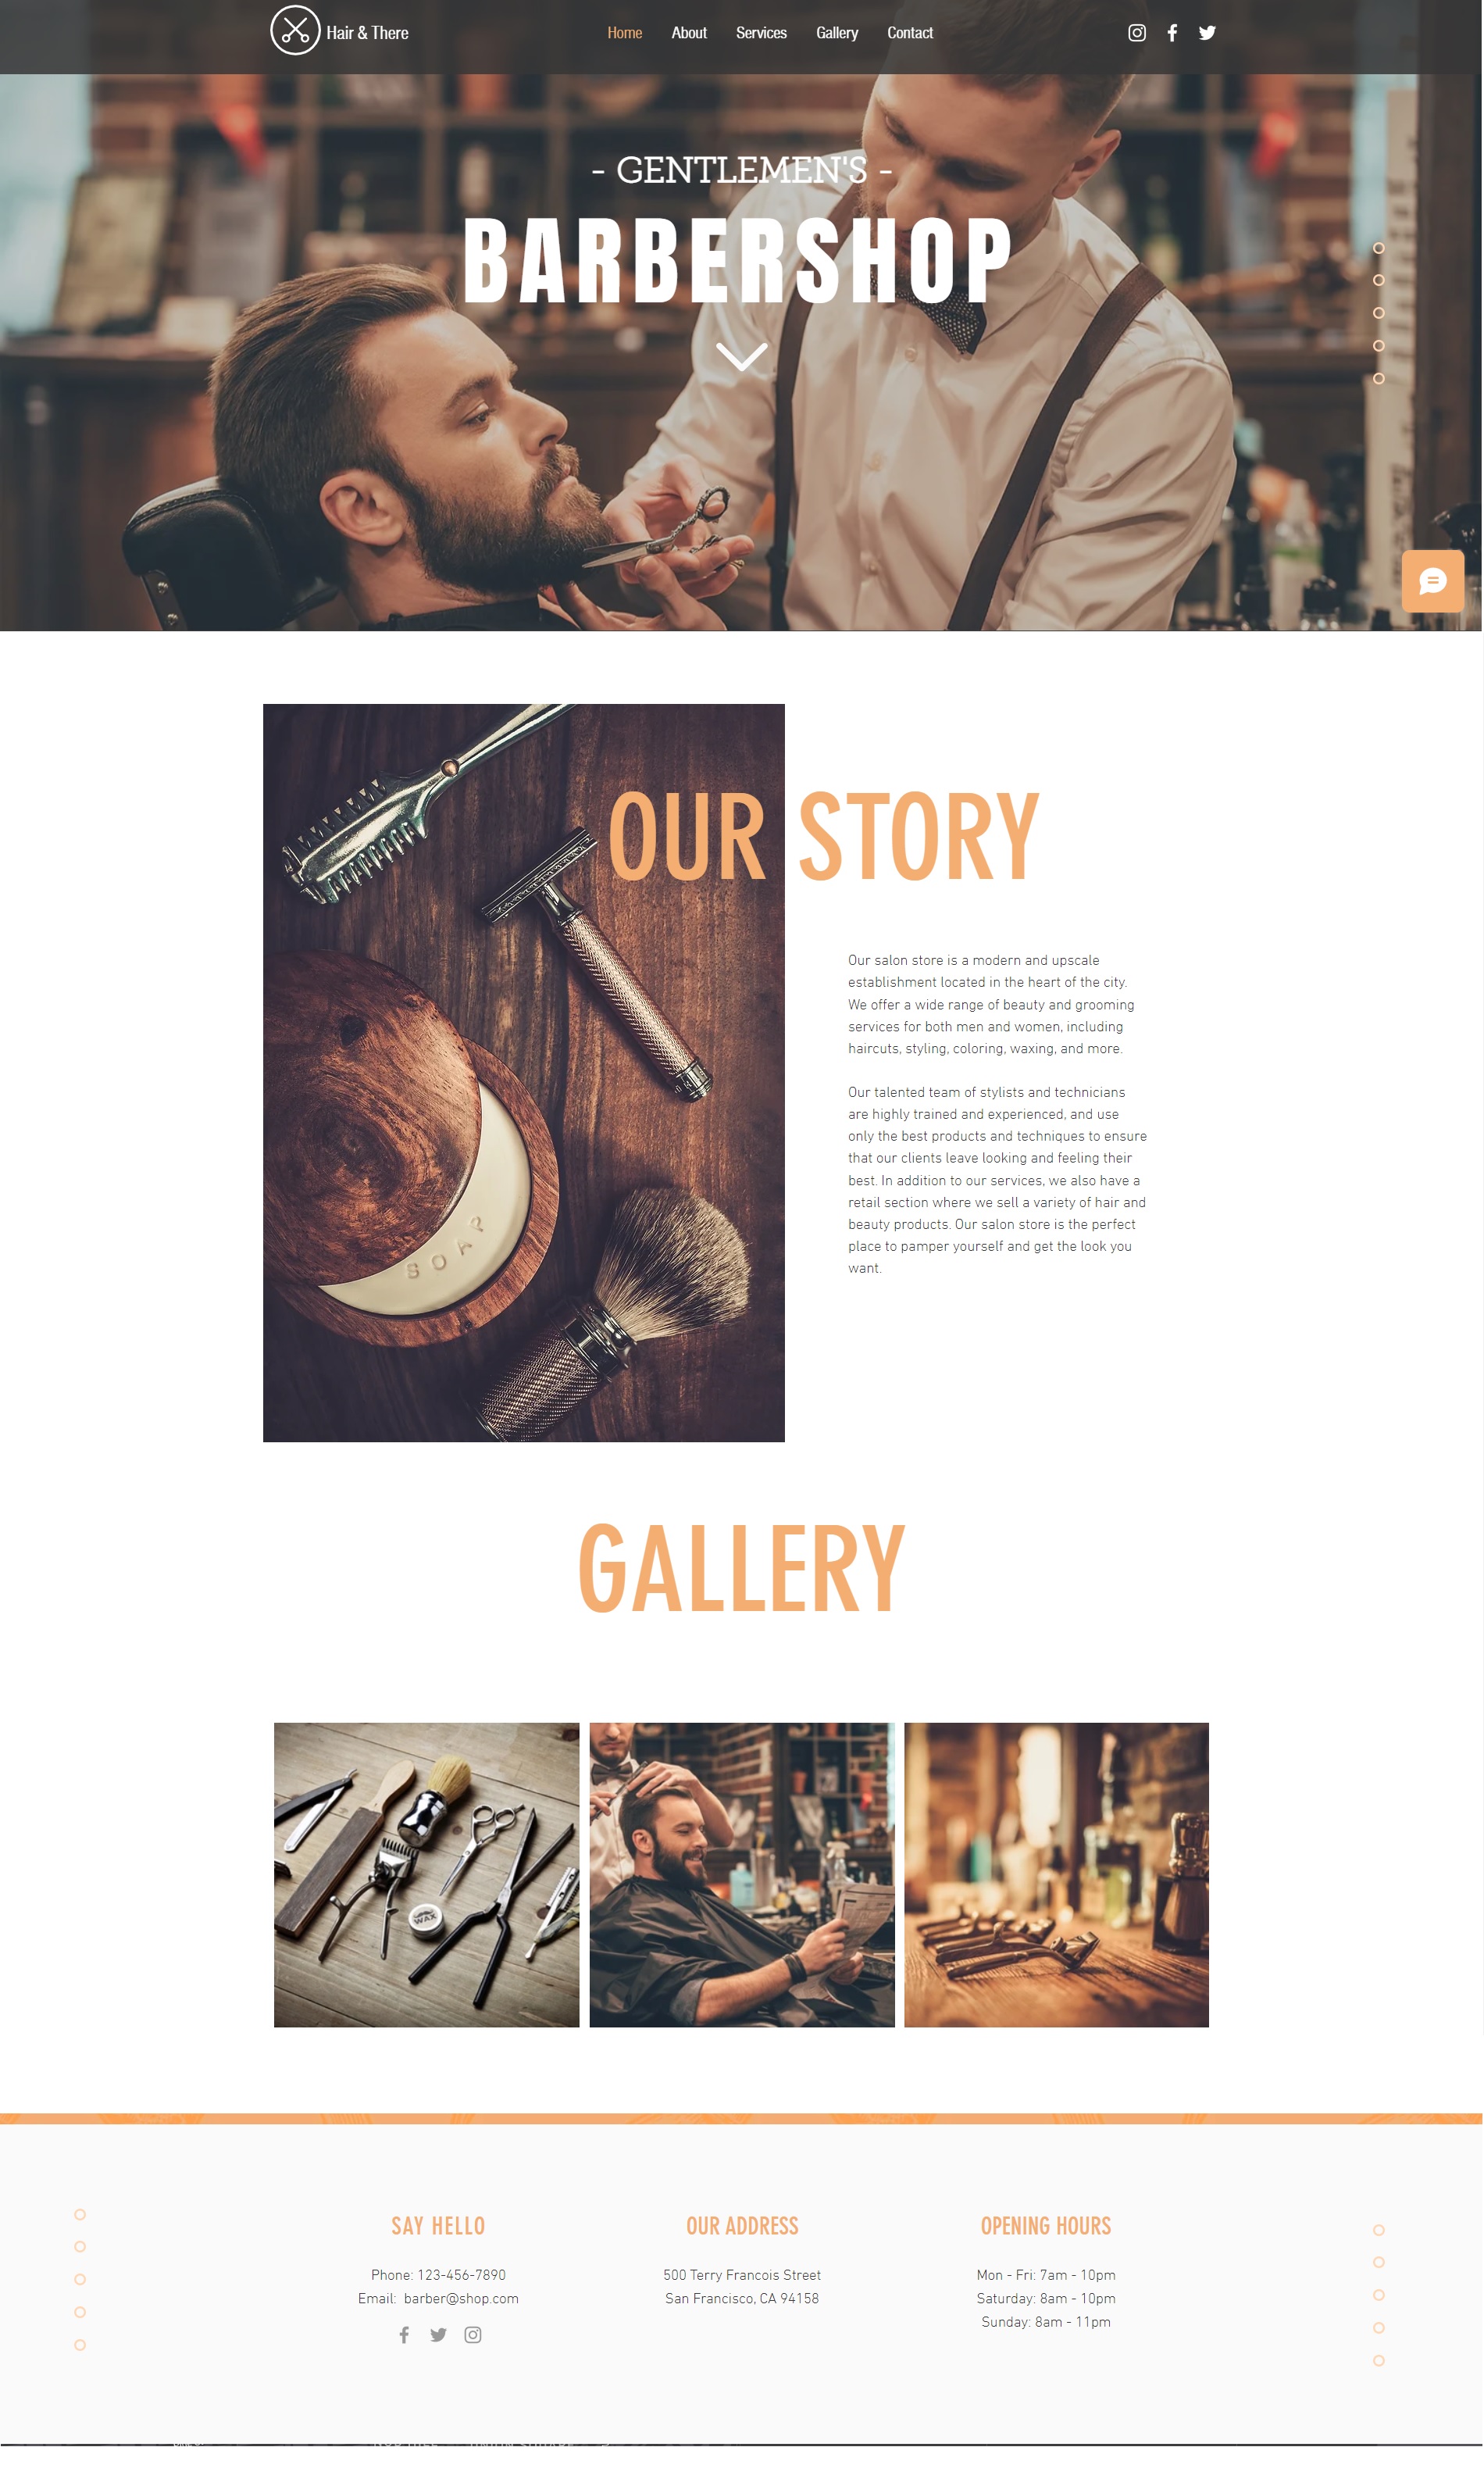 Hair & There
Home About Services Gallery Contact
- GENTLEMEN'S -
BARBERSHOP
OUR STORY
Our salon store is a modern and upscale
establishment located in the heart of the city.
We offer a wide range of beauty and grooming
services for both men and women, including
haircuts, styling, coloring, waxing, and more.
Our talented team of stylists and technicians
are highly trained and experienced, and use
only the best products and techniques to ensure
that our clients leave looking and feeling their
best. In addition to our services, we also have a
retail section where we sell a variety of hair and
beauty products. Our salon store is the perfect
place to pamper yourself and get the look you
want.
SOAP
GALLERY
WAX
SAY HELLO
Phone: 123-456-7890
Email: barber@shop.com
OUR ADDRESS
500 Terry Francois Street
San Francisco, CA 94158
OPENING HOURS
Mon - Fri: 7am - 10pm
Saturday: 8am - 10pm
Sunday: 8am - 11pm